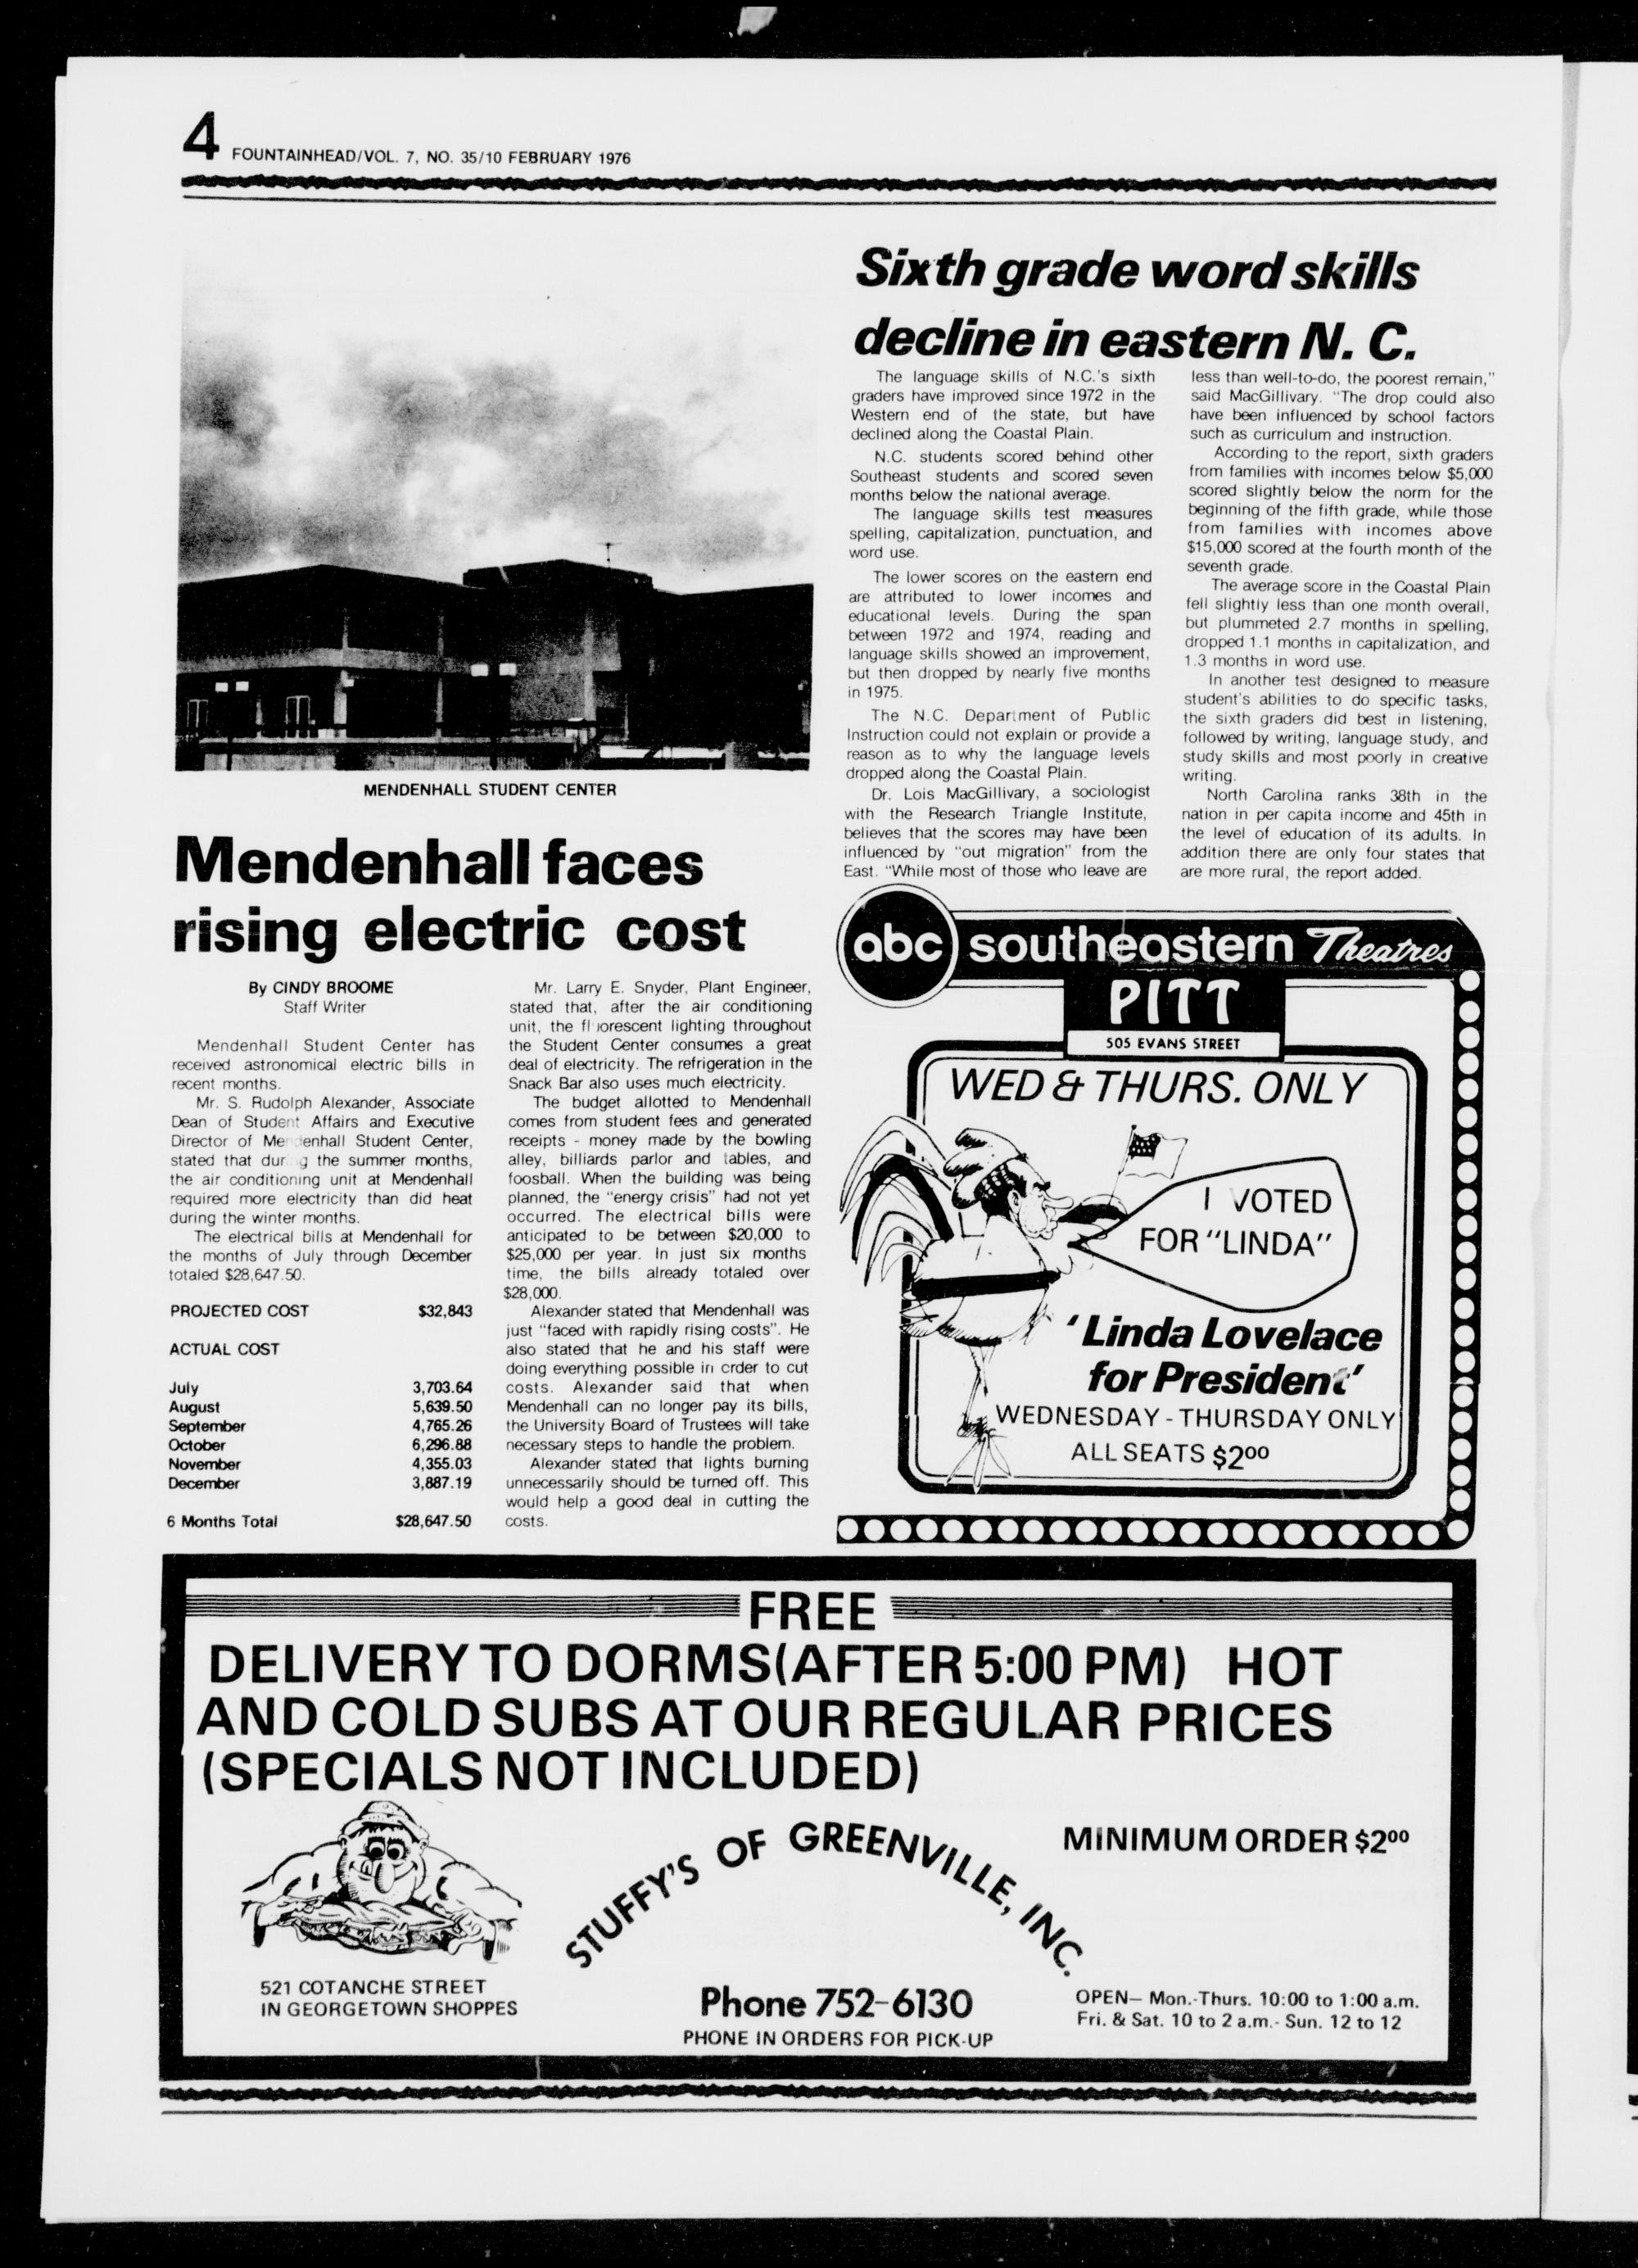 4 FOUNTAINHEAD/VOL. 7, NO. 35/10 FEBRUARY 1976
MENDENHALL STUDENT CENTER
Mendenhall faces
rising electric cost
By CINDY BROOME
Staff Writer
Mendenhall Student Center has
received astronomical electric bills in
recent months.
Mr. S. Rudolph Alexander, Associate
Dean of Student Affairs and Executive
Director of Me enhall Student Center,
stated that dur g the summer months,
the air conditioning unit at Mendenhall
required more electricity than did heat
during the winter months.
The electrical bills at Mendenhall for
the months of July through December
totaled $28,647.50.
PROJECTED COST $32,843
ACTUAL COST
July 3,703.64
August 5,639.50
September 4,765.26
October 6,296.88
November 4,355.03
December 3,887.19
6 Months Total $28,647.50
Mr. Larry E. Snyder, Plant Engineer,
stated that, after the air conditioning
unit, the fluorescent lighting throughout
the Student Center consumes a great
deal of electricity. The refrigeration in the
Snack Bar also uses much electricity.
The budget allotted to Mendenhall
comes from student fees and generated
receipts - money made by the bowling
alley, billiards parlor and tables, and
foosball. When the building was being
planned, the "energy crisis" had not yet
occurred. The electrical bills were
anticipated to be between $20,000 to
$25,000 per year. In just six months
time, the bills already totaled over
$28,000.
Alexander stated that Mendenhall was
just "faced with rapidly rising costs". He
also stated that he and his staff were
doing everything possible in order to cut
costs. Alexander said that when
Mendenhall can no longer pay its bills,
the University Board of Trustees will take
necessary steps to handle the problem.
Alexander stated that lights burning
unnecessarily should be turned off. This
would help a good deal in cutting the
costs.
Sixth grade word skills
decline in eastern N. C.
The language skills of N.C.'s sixth
graders have improved since 1972 in the
Western end of the state, but have
declined along the Coastal Plain.
N.C. students scored behind other
Southeast students and scored seven
months below the national average.
The language skills test measures
spelling, capitalization, punctuation, and
word use.
The lower scores on the eastern end
are attributed to lower incomes and
educational levels. During the span
between 1972 and 1974, reading and
language skills showed an improvement,
but then dropped by nearly five months
in 1975.
The N.C. Department of Public
Instruction could not explain or provide a
reason as to why the language levels
dropped along the Coastal Plain.
Dr. Lois MacGillivary, a sociologist
with the Research Triangle Institute,
believes that the scores may have been
influenced by "out migration" from the
East. "While most of those who leave are
less than well-to-do, the poorest remain,"
said MacGillivary. "The drop could also
have been influenced by school factors
such as curriculum and instruction.
According to the report, sixth graders
from families with incomes below $5,000
scored slightly below the norm for the
beginning of the fifth grade, while those
from families with incomes above
$15,000 scored at the fourth month of the
seventh grade.
The average score in the Coastal Plain
fell slightly less than one month overall,
but plummeted 2.7 months in spelling,
dropped 1.1 months in capitalization, and
1.3 months in word use.
In another test designed to measure
student's abilities to do specific tasks,
the sixth graders did best in listening,
followed by writing, language study, and
study skills and most poorly in creative
writing.
North Carolina ranks 38th in the
nation in per capita income and 45th in
the level of education of its adults. In
addition there are only four states that
are more rural, the report added.
abc southeastern Theatres
PITT
505 EVANS STREET
WED & THURS. ONLY
I VOTED
FOR "LINDA"
'Linda Lovelace
for President'
WEDNESDAY - THURSDAY ONLY
ALL SEATS $2.00
FREE
DELIVERY TO DORMS(AFTER 5:00 PM) HOT
AND COLD SUBS AT OUR REGULAR PRICES
(SPECIALS NOT INCLUDED)
STUFFY'S OF GREENVILLE, INC.
MINIMUM ORDER $2.00
521 COTANCHE STREET
IN GEORGETOWN SHOPPES
Phone 752-6130
PHONE IN ORDERS FOR PICK-UP
OPEN— Mon.-Thurs. 10:00 to 1:00 a.m.
Fri. & Sat. 10 to 2 a.m.- Sun. 12 to 12